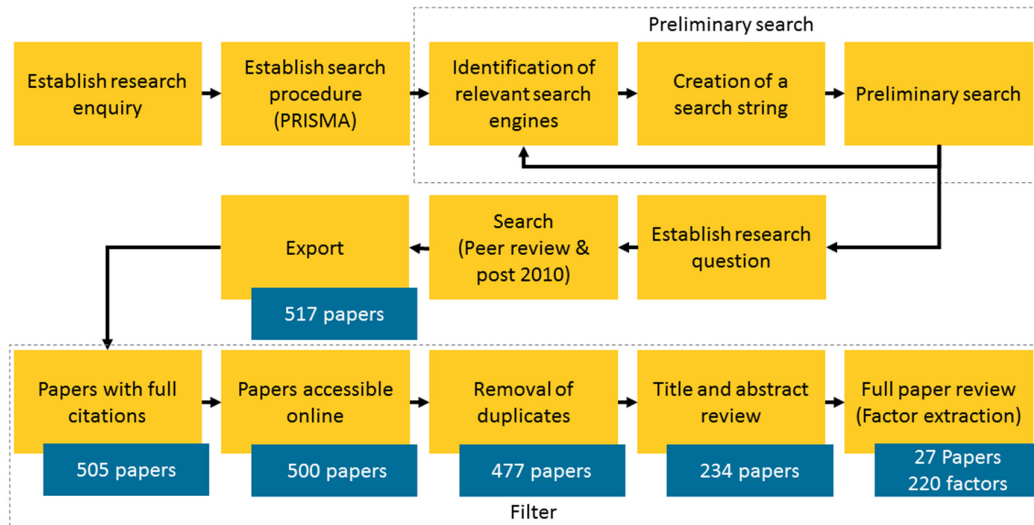 Preliminary search
Establish research
enquiry
Establish search
procedure
(PRISMA)
Identification of
relevant search
engines
Creation of a
search string
Preliminary search
Export
517 papers
Search
(Peer review &
post 2010)
Establish research
question
Papers with full
citations
505 papers
Papers accessible
online
500 papers
Removal of
duplicates
477 papers
Title and abstract
review
234 papers
Full paper review
(Factor extraction)
27 Papers
220 factors
Filter